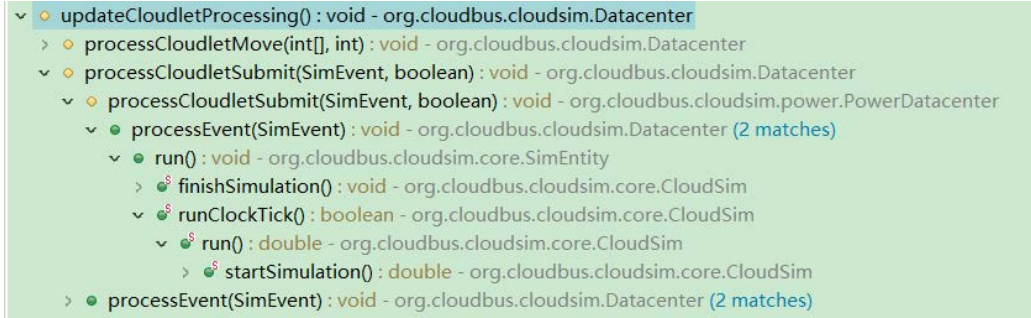 updateCloudletProcessing() : void - org.cloudbus.cloudsim.Datacenter
processCloudletMove(int[], int) : void - org.cloudbus.cloudsim.Datacenter
processCloudletSubmit(SimEvent, boolean) : void - org.cloudbus.cloudsim.Datacenter
processCloudletSubmit(SimEvent, boolean) : void - org.cloudbus.cloudsim.power.PowerDatacenter
processEvent(SimEvent) : void - org.cloudbus.cloudsim.Datacenter (2 matches)
run() : void - org.cloudbus.cloudsim.core.SimEntity
finishSimulation() : void - org.cloudbus.cloudsim.core.CloudSim
runClockTick() : boolean - org.cloudbus.cloudsim.core.CloudSim
run() : double - org.cloudbus.cloudsim.core.CloudSim
startSimulation() : double - org.cloudbus.cloudsim.core.CloudSim
processEvent(SimEvent) : void - org.cloudbus.cloudsim.Datacenter (2 matches)